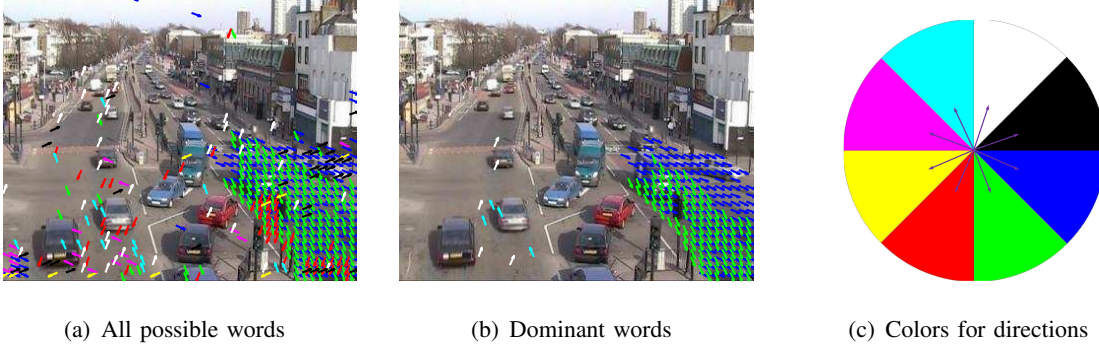 (a) All possible words
(b) Dominant words
(c) Colors for directions